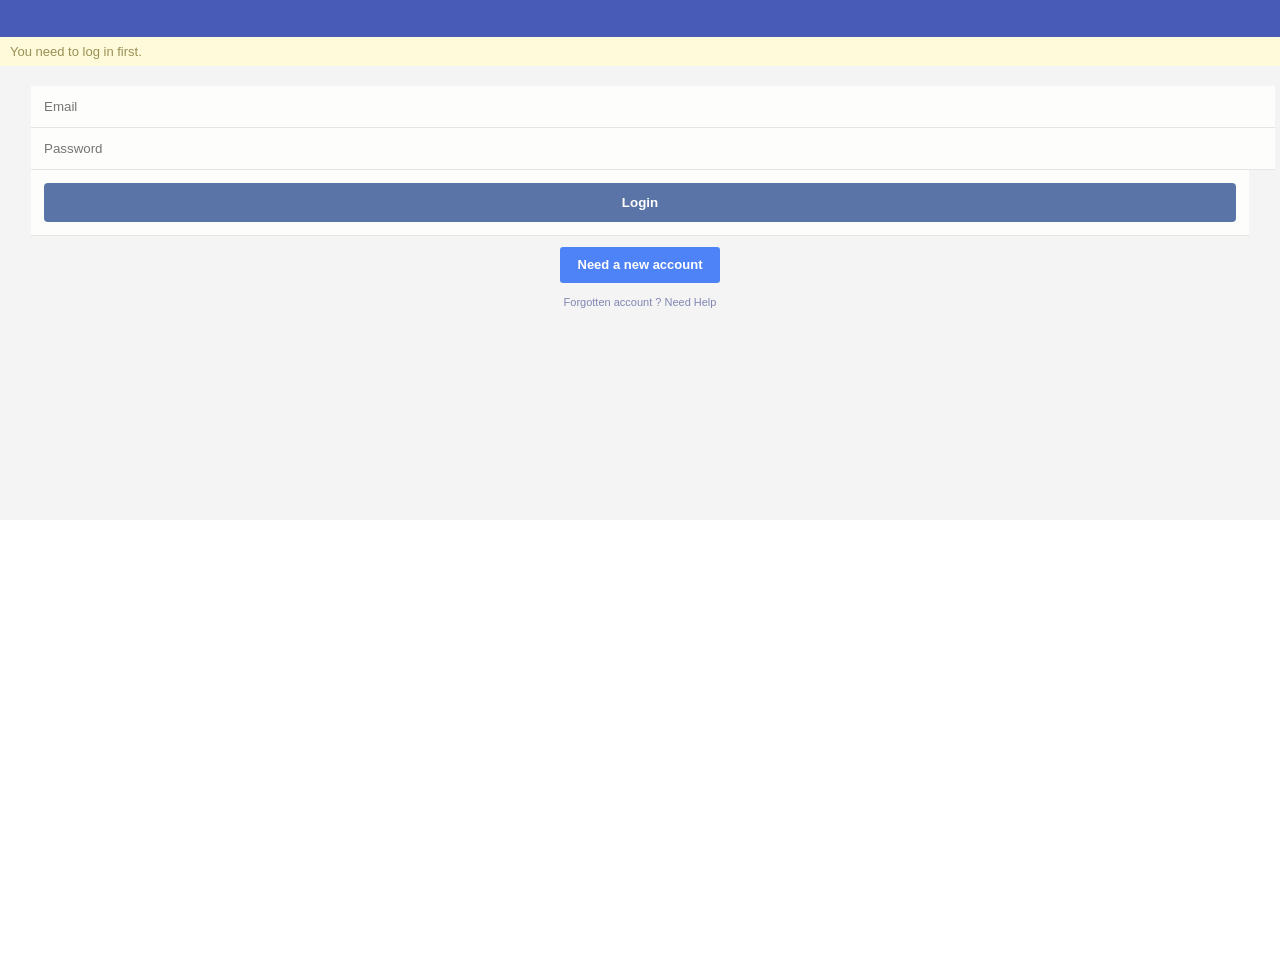 You need to log in first.
Email
Password
Login
Need a new account
Forgotten account ? Need Help